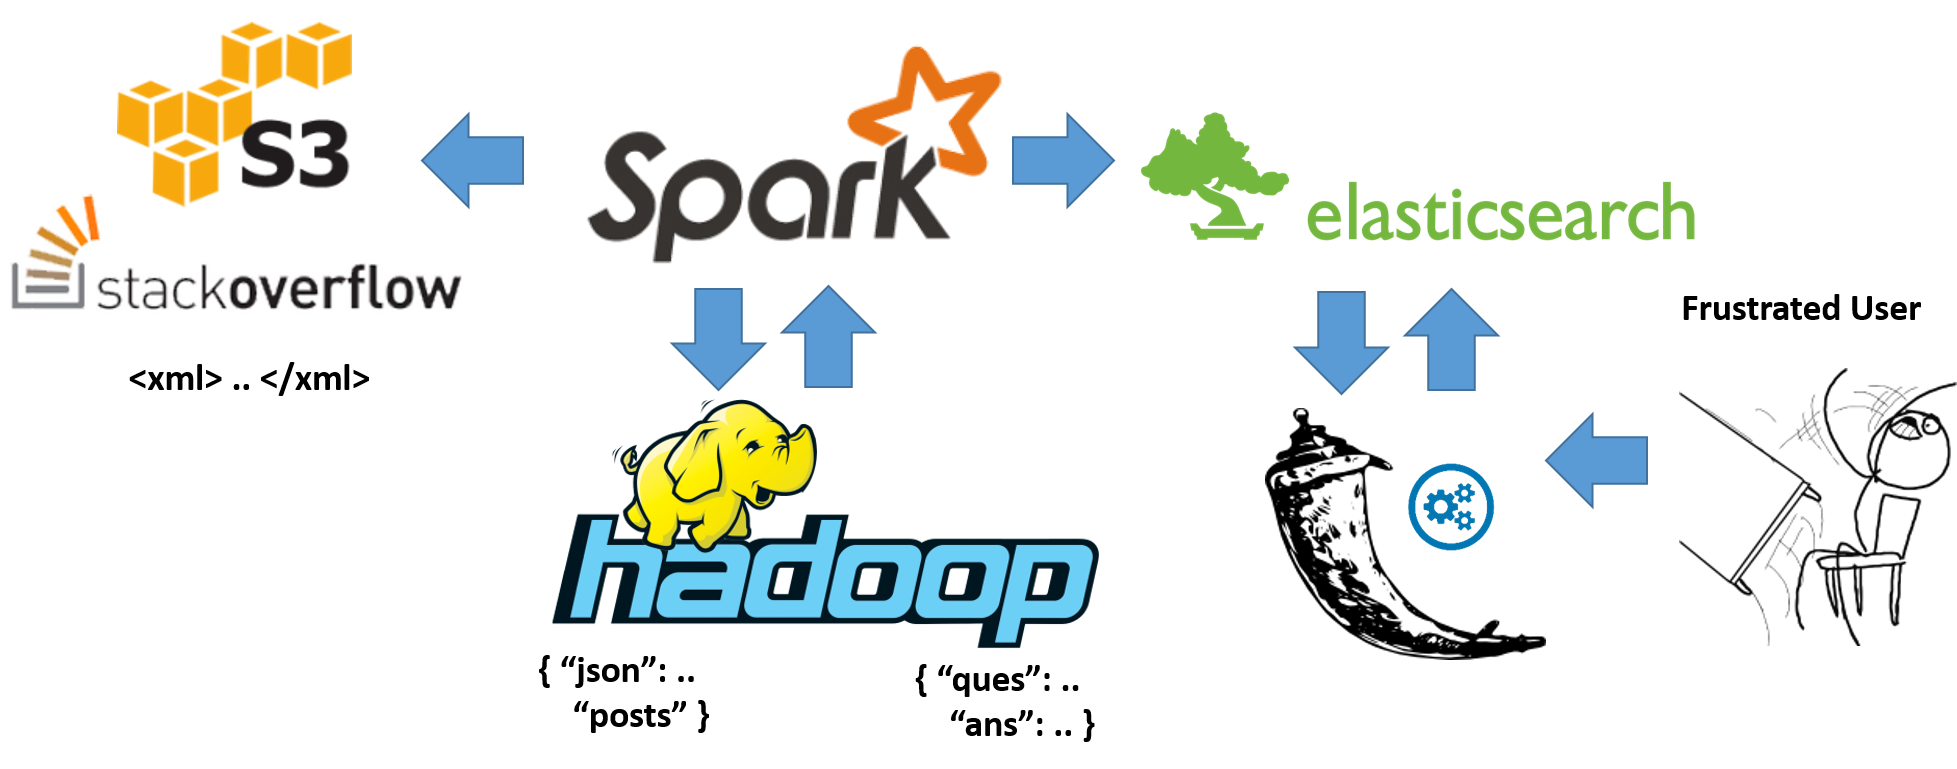 S3
stackoverflow
<xml> .. </xml>
Spark
elasticsearch
hadoop
{ “json”: ..
“posts” }
{ “ques”: ..
“ans”: .. }
Frustrated User